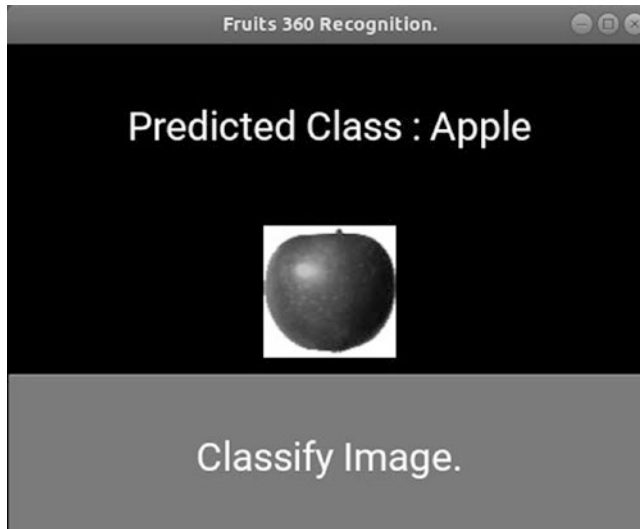 Fruits 360 Recognition.
Predicted Class : Apple
Classify Image.